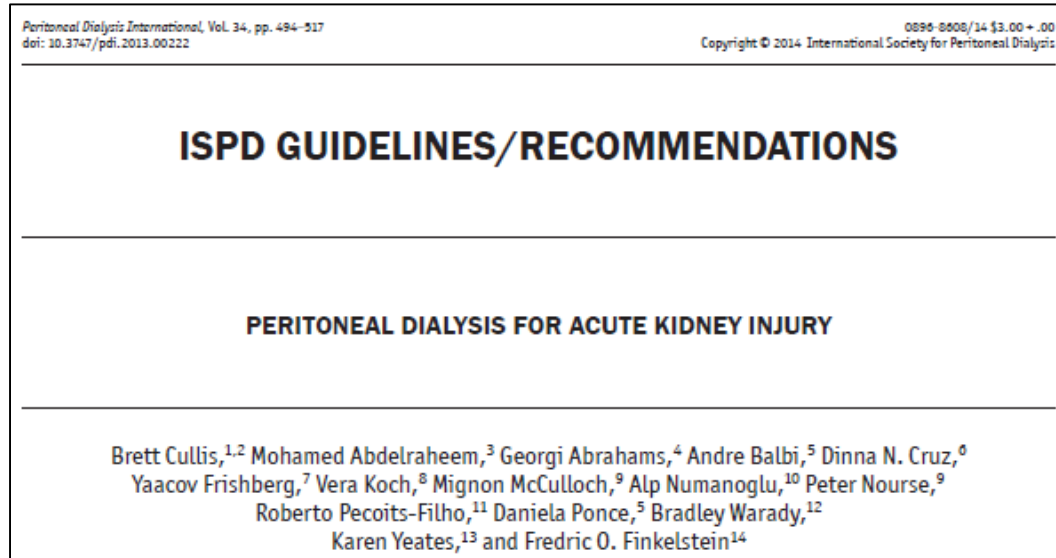 Peritoneal Dialysis International, Vol. 34, pp. 494–517
doi: 10.3747/pdi.2013.00222
0896-8608/14 $3.00 + .00
Copyright © 2014 International Society for Peritoneal Dialysis
ISPD GUIDELINES/RECOMMENDATIONS
PERITONEAL DIALYSIS FOR ACUTE KIDNEY INJURY
Brett Cullis,1,2 Mohamed Abdelraheem,3 Georgi Abrahams,4 Andre Balbi,5 Dinna N. Cruz,6
Yaacov Frishberg,7 Vera Koch,8 Mignon McCulloch,9 Alp Numanoglu,10 Peter Nourse,9
Roberto Pecoits-Filho,11 Daniela Ponce,5 Bradley Warady,12
Karen Yeates,13 and Fredric O. Finkelstein14